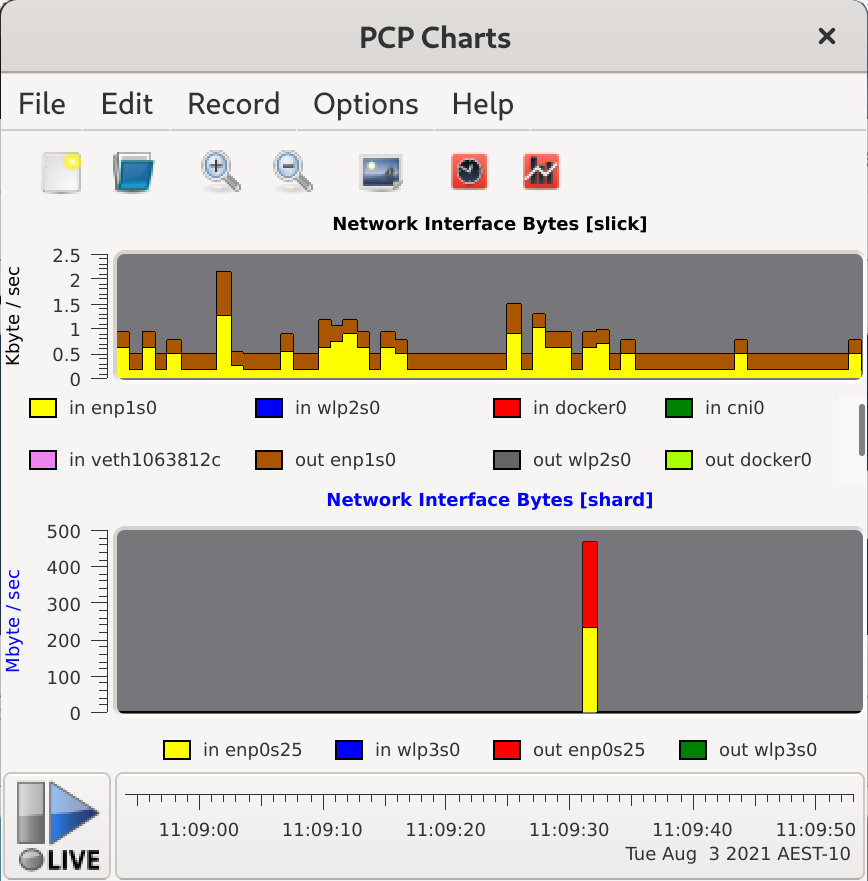 PCP Charts
File Edit Record Options Help
Network Interface Bytes [slick]
Kbyte / sec
2.5
2
1.5
1
0.5
0
in enp1s0 in wlp2s0 in docker0 in cni0
in veth1063812c out enp1s0 out wlp2s0 out docker0
Network Interface Bytes [shard]
Mbyte / sec
500
400
300
200
100
0
in enp0s25 in wlp3s0 out enp0s25 out wlp3s0
LIVE
11:09:00 11:09:10 11:09:20 11:09:30 11:09:40 11:09:50
Tue Aug 3 2021 AEST-10